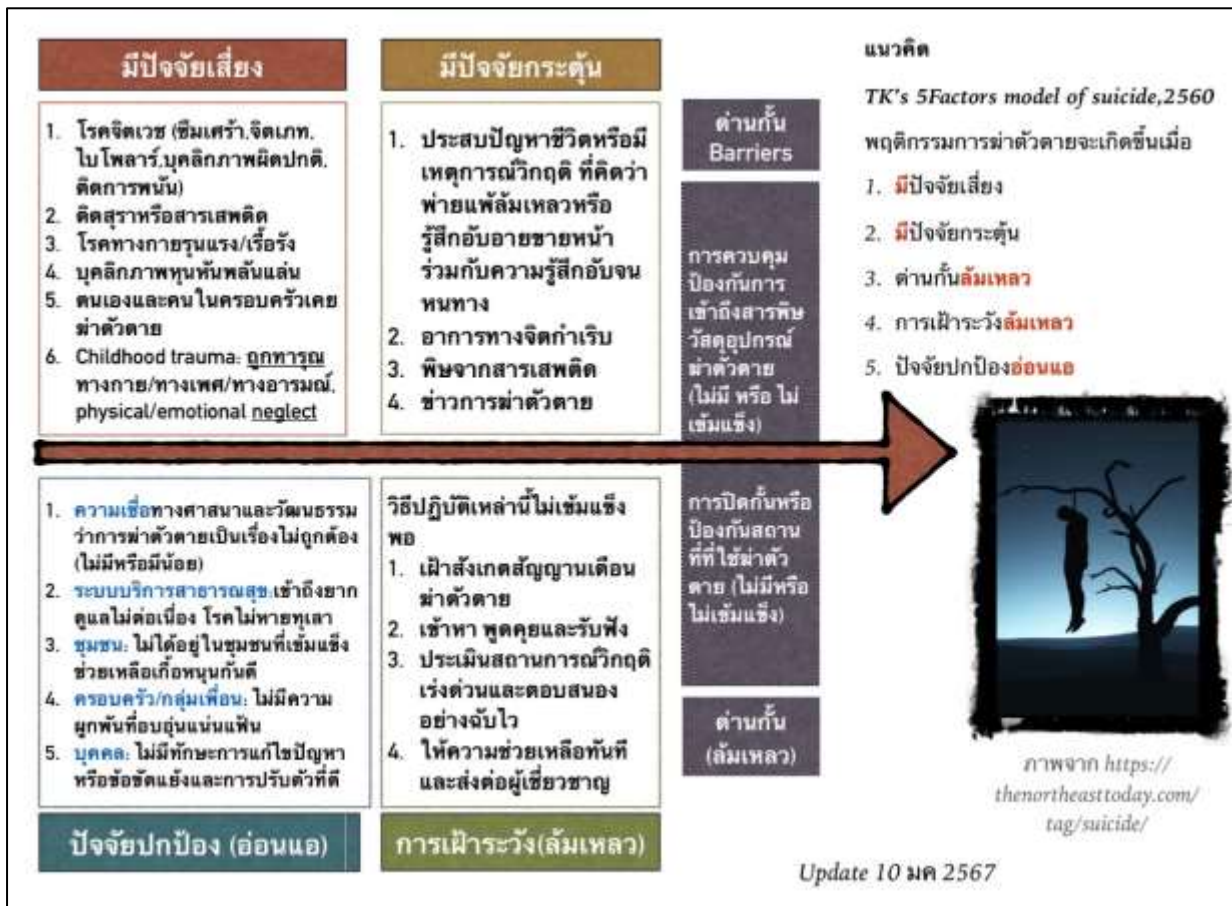 มีปัจจัยเสี่ยง
1. โรคจิตเวช (ซึมเศร้า,จิตเภท,
ไบโพลาร์,บุคลิกภาพผิดปกติ,
ติดการพนัน)
2. ติดสุราหรือสารเสพติด
3. โรคทางกายรุนแรง/เรื้อรัง
4. บุคลิกภาพหุนหันพลันแล่น
5. ตนเองและคนในครอบครัวเคย
ฆ่าตัวตาย
6. Childhood trauma: ถูกทารุณ
ทางกาย/ทางเพศ/ทางอารมณ์,
physical/emotional neglect
มีปัจจัยกระตุ้น
1. ประสบปัญหาชีวิตหรือมี
เหตุการณ์วิกฤติ ที่คิดว่า
พ่ายแพ้ล้มเหลวหรือ
รู้สึกอับอายขายหน้า
ร่วมกับความรู้สึกอับจน
หนทาง
2. อาการทางจิตกำเริบ
3. พิษจากสารเสพติด
4. ข่าวการฆ่าตัวตาย
ด่านกั้น
Barriers
การควบคุม
ป้องกันการ
เข้าถึงสารพิษ
วัสดุอุปกรณ์
ฆ่าตัวตาย
(ไม่มี หรือ ไม่
เข้มแข็ง)
แนวคิด
TK's 5Factors model of suicide,2560
พฤติกรรมการฆ่าตัวตายจะเกิดขึ้นเมื่อ
1. มีปัจจัยเสี่ยง
2. มีปัจจัยกระตุ้น
3. ด่านกั้นล้มเหลว
4. การเฝ้าระวังล้มเหลว
5. ปัจจัยปกป้องอ่อนแอ
1. ความเชื่อทางศาสนาและวัฒนธรรม
ว่าการฆ่าตัวตายเป็นเรื่องไม่ถูกต้อง
(ไม่มีหรือมีน้อย)
2. ระบบบริการสาธารณสุข:เข้าถึงยาก
ดูแลไม่ต่อเนื่อง โรคไม่หายทุเลา
3. ชุมชน: ไม่ได้อยู่ในชุมชนที่เข้มแข็ง
ช่วยเหลือเกื้อหนุนกันดี
4. ครอบครัว/กลุ่มเพื่อน: ไม่มีความ
ผูกพันที่อบอุ่นแน่นแฟ้น
5. บุคคล: ไม่มีทักษะการแก้ไขปัญหา
หรือข้อขัดแย้งและการปรับตัวที่ดี
ปัจจัยปกป้อง (อ่อนแอ)
วิธีปฏิบัติเหล่านี้ไม่เข้มแข็ง
พอ
1. เฝ้าสังเกตสัญญานเตือน
ฆ่าตัวตาย
2. เข้าหา พูดคุยและรับฟัง
3. ประเมินสถานการณ์วิกฤติ
เร่งด่วนและตอบสนอง
อย่างฉับไว
4. ให้ความช่วยเหลือทันที
และส่งต่อผู้เชี่ยวชาญ
การเฝ้าระวัง(ล้มเหลว)
การปิดกั้นหรือ
ป้องกันสถาน
ที่ที่ใช้ฆ่าตัว
ตาย (ไม่มีหรือ
ไม่เข้มแข็ง)
ด่านกั้น
(ล้มเหลว)
ภาพจาก https://
thenortheasttoday.com/
tag/suicide/
Update 10 มค 2567